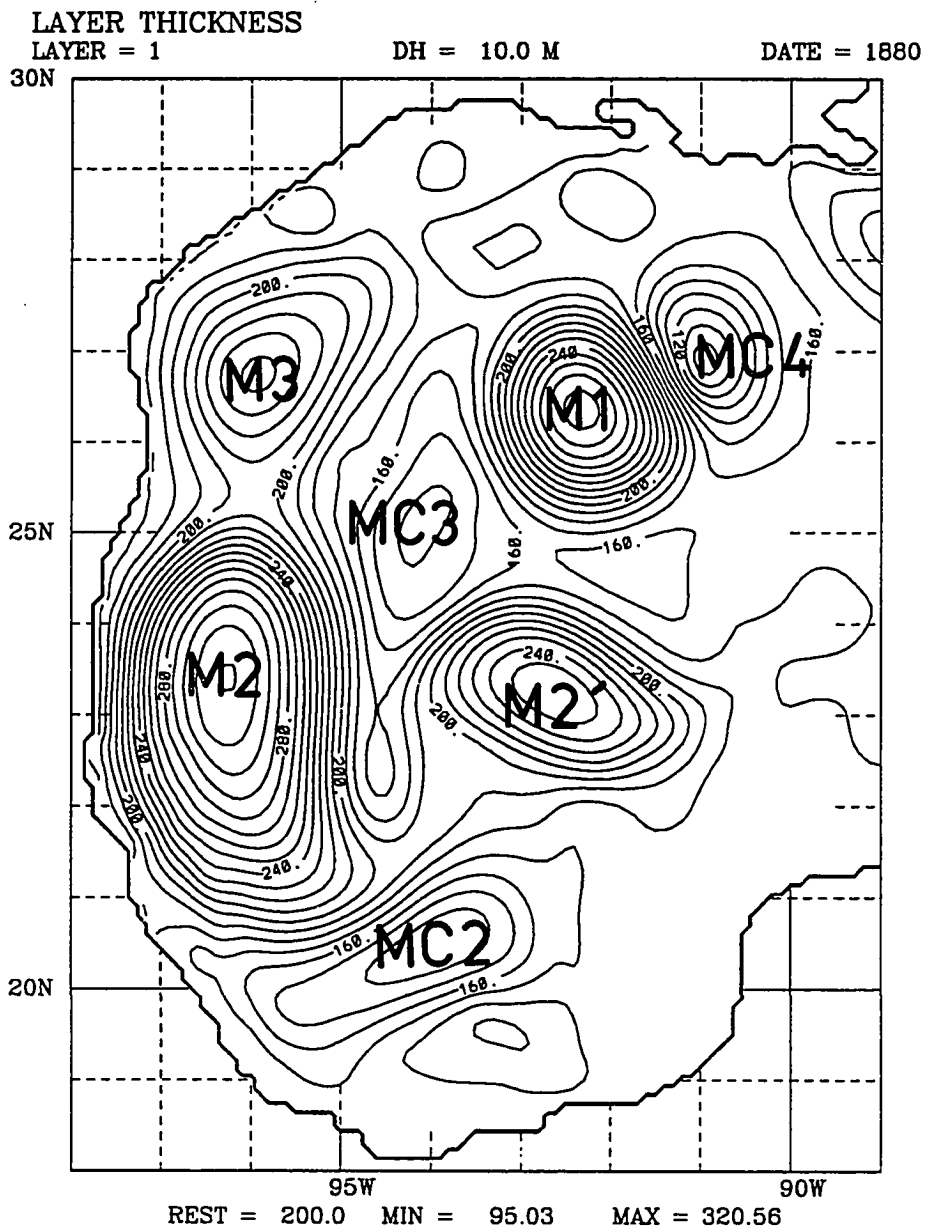 LAYER THICKNESS
LAYER = 1 DH = 10.0 M DATE = 1880
30N
200.
160.
M3
200.
240
120
MC4
160.
M1
160.
200.
200.
MC3
25N
200.
160.
160.
240.
M2
280.
240.
M2'
200.
200.
280.
240
200.
200.
240.
160.
MC2
20N
160.
95W 90W
REST = 200.0 MIN = 95.03 MAX = 320.56